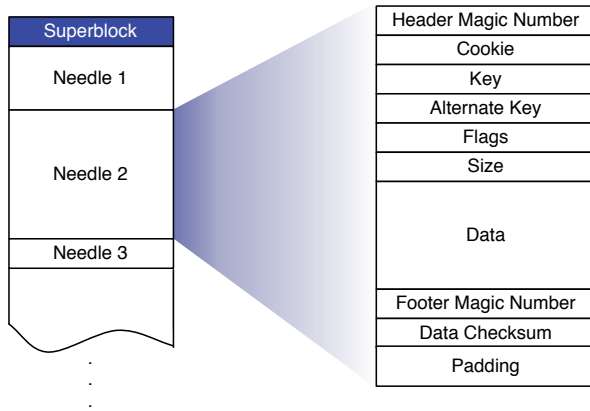 Superblock
Needle 1
Needle 2
Needle 3
.
.
.
Header Magic Number
Cookie
Key
Alternate Key
Flags
Size
Data
Footer Magic Number
Data Checksum
Padding